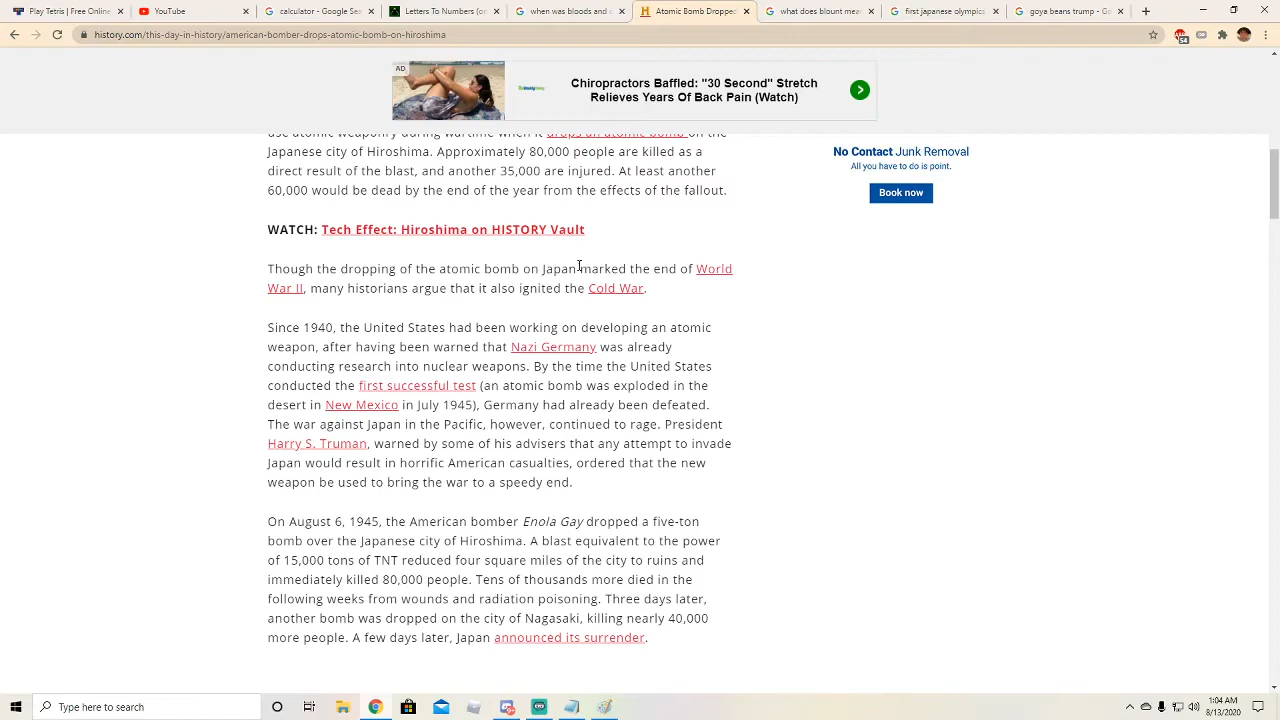 Play Tetris | Free Online
YouTube
calculator - Google Sea
Letters To Numbers (
when was bloods and c
Atomic Bomb Dropped
what does blount mea
first japanese olympics
goya beans trump - Go
history.com/this-day-in-history/american-bomber-drops-atomic-bomb-on-hiroshima
54
AD
Chiropractors Baffled: "30 Second" Stretch
Relieves Years Of Back Pain (Watch)
use atomic weaponry during wartime when it drops an atomic bomb on the
Japanese city of Hiroshima. Approximately 80,000 people are killed as a
direct result of the blast, and another 35,000 are injured. At least another
60,000 would be dead by the end of the year from the effects of the fallout.
No Contact Junk Removal
All you have to do is point.
Book now
WATCH: Tech Effect: Hiroshima on HISTORY Vault
Though the dropping of the atomic bomb on Japan marked the end of World
War II, many historians argue that it also ignited the Cold War.
Since 1940, the United States had been working on developing an atomic
weapon, after having been warned that Nazi Germany was already
conducting research into nuclear weapons. By the time the United States
conducted the first successful test (an atomic bomb was exploded in the
desert in New Mexico in July 1945), Germany had already been defeated.
The war against Japan in the Pacific, however, continued to rage. President
Harry S. Truman, warned by some of his advisers that any attempt to invade
Japan would result in horrific American casualties, ordered that the new
weapon be used to bring the war to a speedy end.
On August 6, 1945, the American bomber Enola Gay dropped a five-ton
bomb over the Japanese city of Hiroshima. A blast equivalent to the power
of 15,000 tons of TNT reduced four square miles of the city to ruins and
immediately killed 80,000 people. Tens of thousands more died in the
following weeks from wounds and radiation poisoning. Three days later,
another bomb was dropped on the city of Nagasaki, killing nearly 40,000
more people. A few days later, Japan announced its surrender.
Type here to search
1:04 AM
8/13/2020